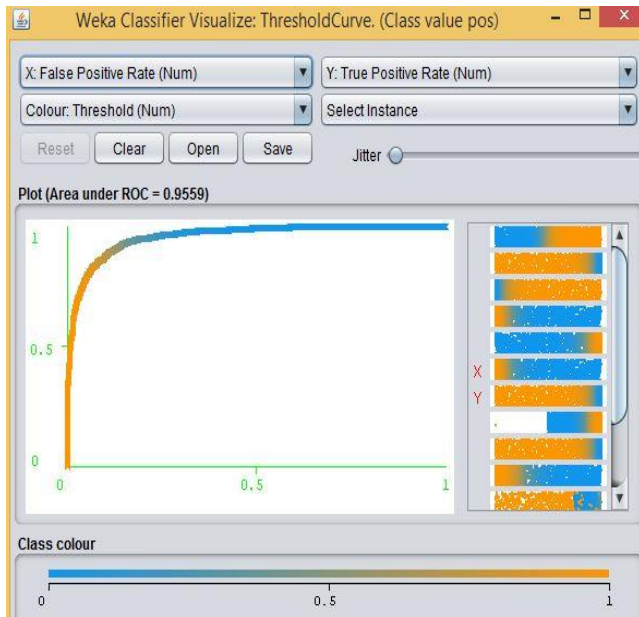 Weka Classifier Visualize: ThresholdCurve. (Class value pos)
X: False Positive Rate (Num)
Y: True Positive Rate (Num)
Colour: Threshold (Num)
Select Instance
Reset
Clear
Open
Save
Jitter
Plot (Area under ROC = 0.9559)
1
0.5
0
0
0.5
1
X
Y
Class colour
0
0.5
1